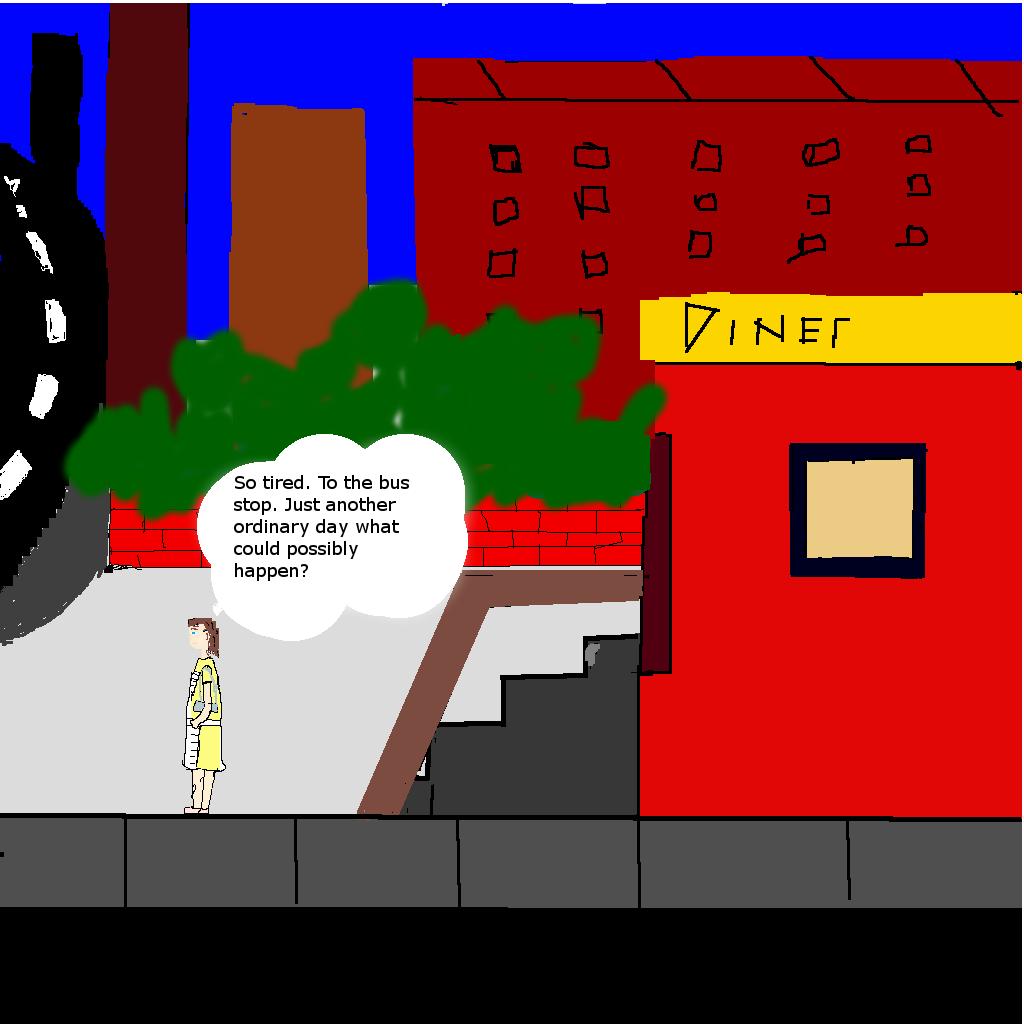 DINER
So tired. To the bus
stop. Just another
ordinary day what
could possibly
happen?